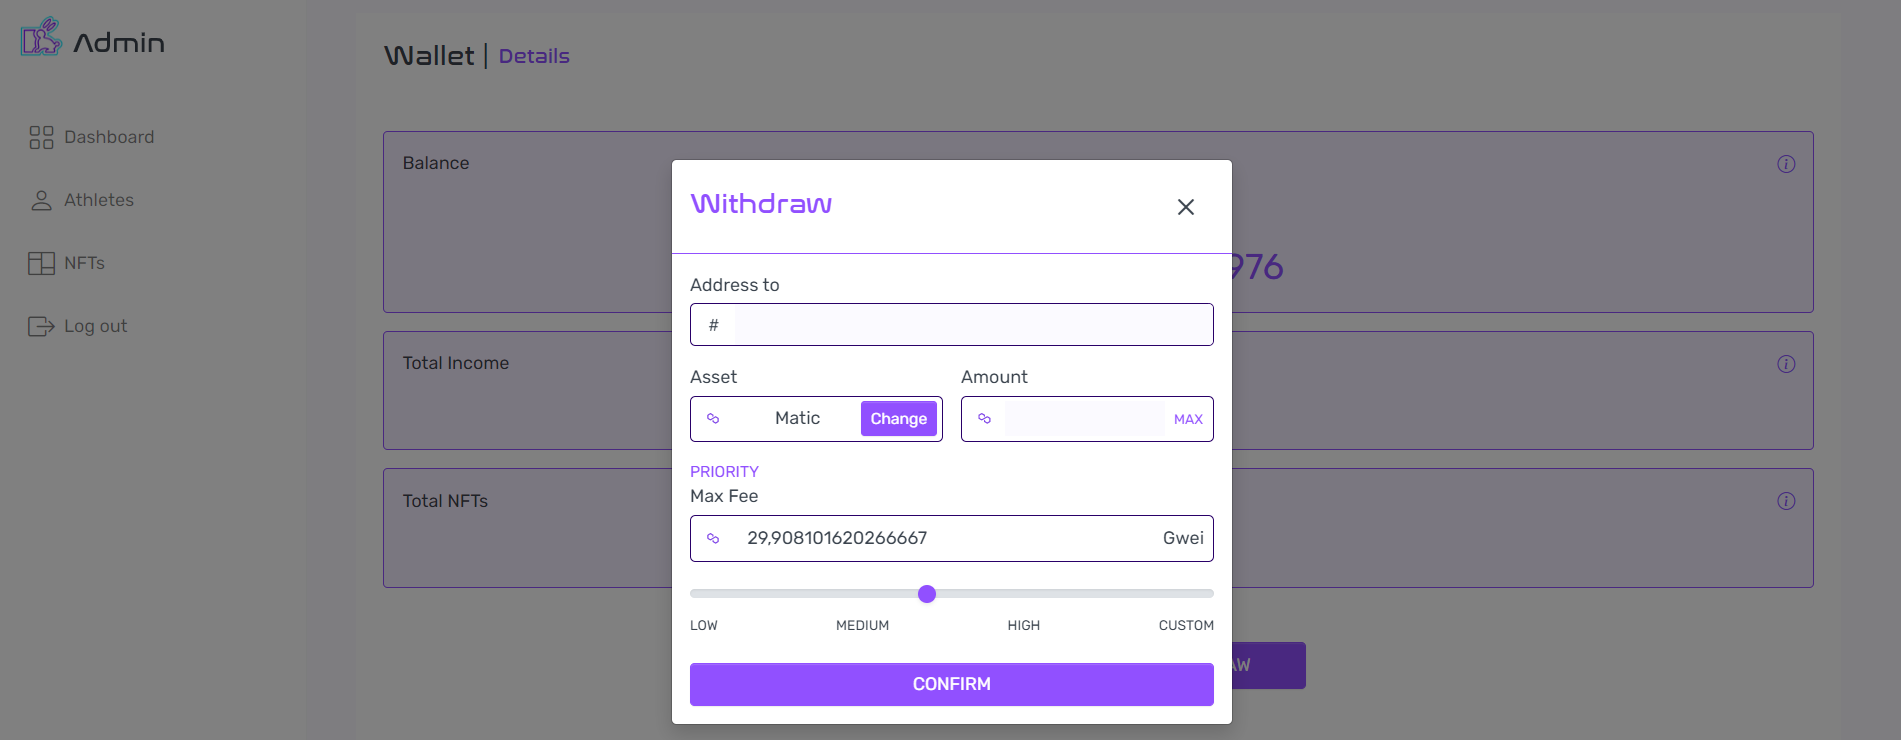 Admin
Dashboard
Athletes
NFTs
Log out
Wallet | Details
Balance
976
Total Income
Total NFTs
Withdraw
Address to
#
Asset
Amount
Matic
Change
MAX
PRIORITY
Max Fee
29,908101620266667
Gwei
LOW
MEDIUM
HIGH
CUSTOM
CONFIRM
AW